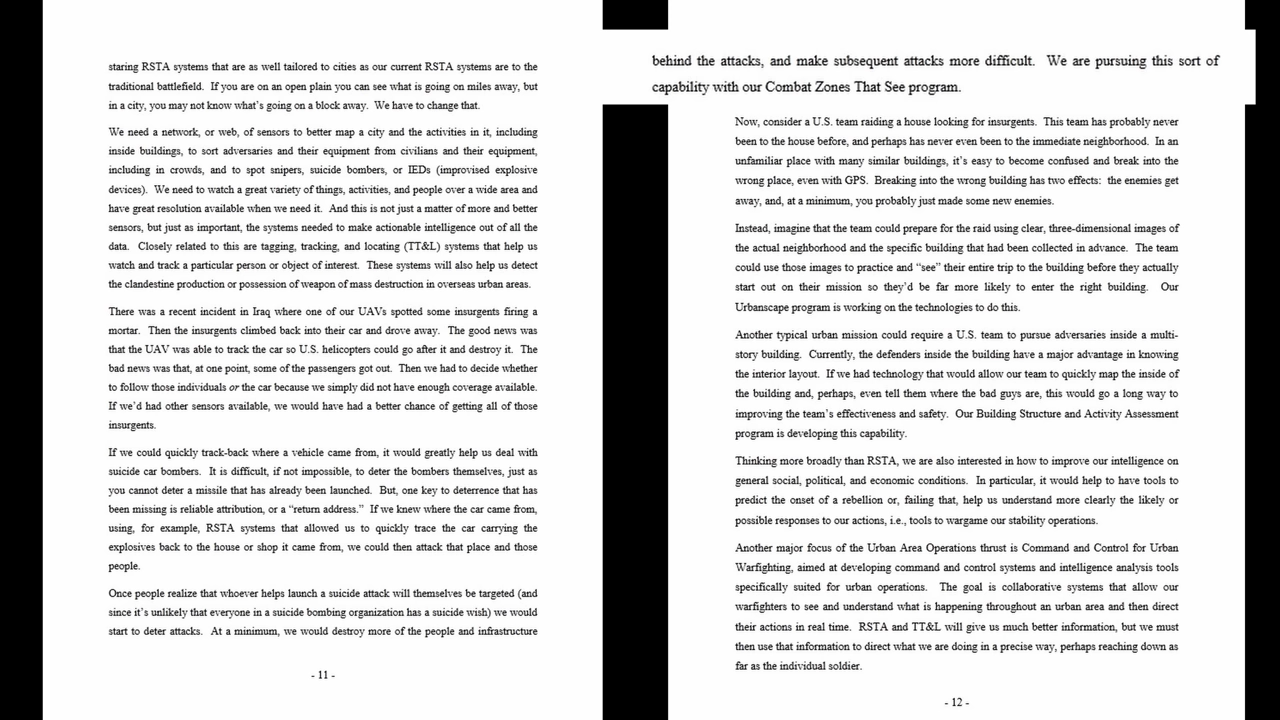 staring RSTA systems that are as well tailored to cities as our current RSTA systems are to the
traditional battlefield.  If you are on an open plain you can see what is going on miles away, but
in a city, you may not know what's going on a block away.  We have to change that.
We need a network, or web, of sensors to better map a city and the activities in it, including
inside buildings, to sort adversaries and their equipment from civilians and their equipment,
including in crowds, and to spot snipers, suicide bombers, or IEDs (improvised explosive
devices).  We need to watch a great variety of things, activities, and people over a wide area and
have great resolution available when we need it.  And this is not just a matter of more and better
sensors, but just as important, the systems needed to make actionable intelligence out of all the
data.  Closely related to this are tagging, tracking, and locating (TT&L) systems that help us
watch and track a particular person or object of interest.  These systems will also help us detect
the clandestine production or possession of weapon of mass destruction in overseas urban areas.
There was a recent incident in Iraq where one of our UAVs spotted some insurgents firing a
mortar.  Then the insurgents climbed back into their car and drove away.  The good news was
that the UAV was able to track the car so U.S. helicopters could go after it and destroy it.  The
bad news was that, at one point, some of the passengers got out.  Then we had to decide whether
to follow those individuals or the car because we simply did not have enough coverage available.
If we'd had other sensors available, we would have had a better chance of getting all of those
insurgents.
If we could quickly track-back where a vehicle came from, it would greatly help us deal with
suicide car bombers.  It is difficult, if not impossible, to deter the bombers themselves, just as
you cannot deter a missile that has already been launched.  But, one key to deterrence that has
been missing is reliable attribution, or a “return address.”  If we knew where the car came from,
using, for example, RSTA systems that allowed us to quickly trace the car carrying the
explosives back to the house or shop it came from, we could then attack that place and those
people.
Once people realize that whoever helps launch a suicide attack will themselves be targeted (and
since it's unlikely that everyone in a suicide bombing organization has a suicide wish) we would
start to deter attacks.  At a minimum, we would destroy more of the people and infrastructure
- 11 -
behind the attacks, and make subsequent attacks more difficult.  We are pursuing this sort of
capability with our Combat Zones That See program.
Now, consider a U.S. team raiding a house looking for insurgents.  This team has probably never
been to the house before, and perhaps has never even been to the immediate neighborhood.  In an
unfamiliar place with many similar buildings, it's easy to become confused and break into the
wrong place, even with GPS.  Breaking into the wrong building has two effects:  the enemies get
away, and, at a minimum, you probably just made some new enemies.
Instead, imagine that the team could prepare for the raid using clear, three-dimensional images of
the actual neighborhood and the specific building that had been collected in advance.  The team
could use those images to practice and “see” their entire trip to the building before they actually
start out on their mission so they'd be far more likely to enter the right building.  Our
Urbanscape program is working on the technologies to do this.
Another typical urban mission could require a U.S. team to pursue adversaries inside a multi-
story building.  Currently, the defenders inside the building have a major advantage in knowing
the interior layout.  If we had technology that would allow our team to quickly map the inside of
the building and, perhaps, even tell them where the bad guys are, this would go a long way to
improving the team's effectiveness and safety.  Our Building Structure and Activity Assessment
program is developing this capability.
Thinking more broadly than RSTA, we are also interested in how to improve our intelligence on
general social, political, and economic conditions.  In particular, it would help to have tools to
predict the onset of a rebellion or, failing that, help us understand more clearly the likely or
possible responses to our actions, i.e., tools to wargame our stability operations.
Another major focus of the Urban Area Operations thrust is Command and Control for Urban
Warfighting, aimed at developing command and control systems and intelligence analysis tools
specifically suited for urban operations.  The goal is collaborative systems that allow our
warfighters to see and understand what is happening throughout an urban area and then direct
their actions in real time.  RSTA and TT&L will give us much better information, but we must
then use that information to direct what we are doing in a precise way, perhaps reaching down as
far as the individual soldier.
- 12 -